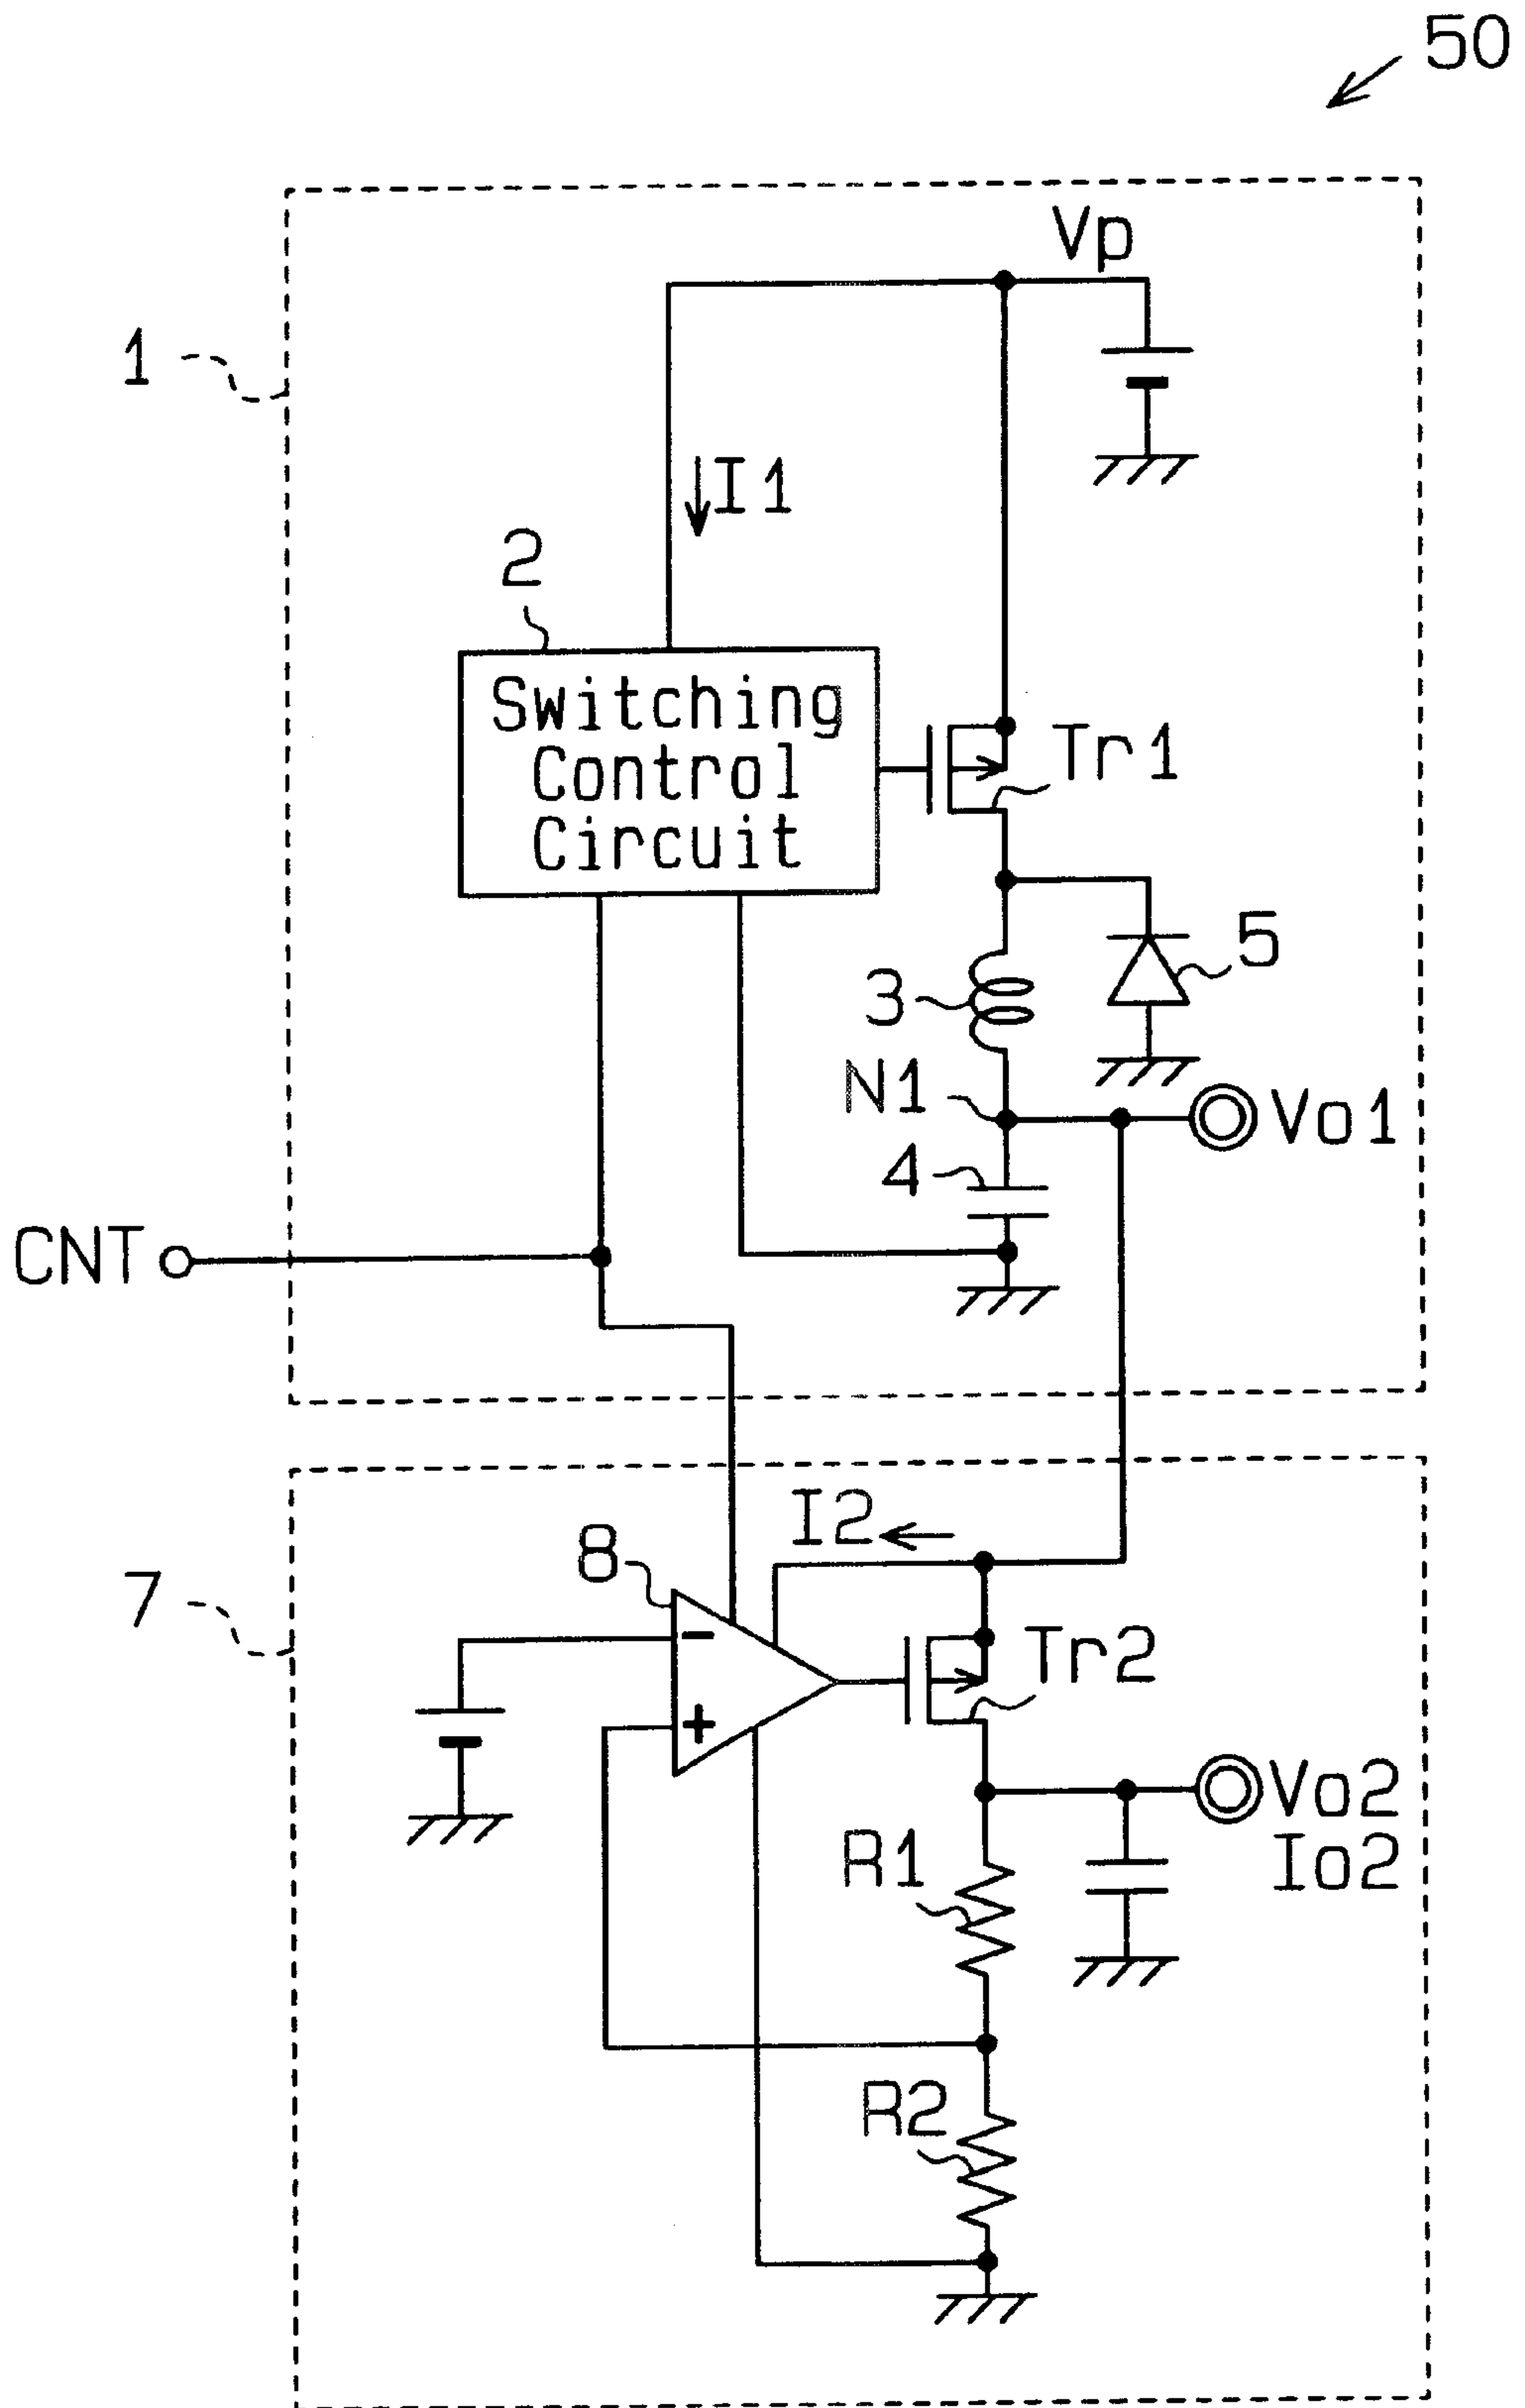 50
Vp
1
I1
2
Switching
Control
Circuit
Tr1
5
3
N1
Vo1
4
CNT
I2
8
7
-
Tr2
+
Vo2
Io2
R1
R2